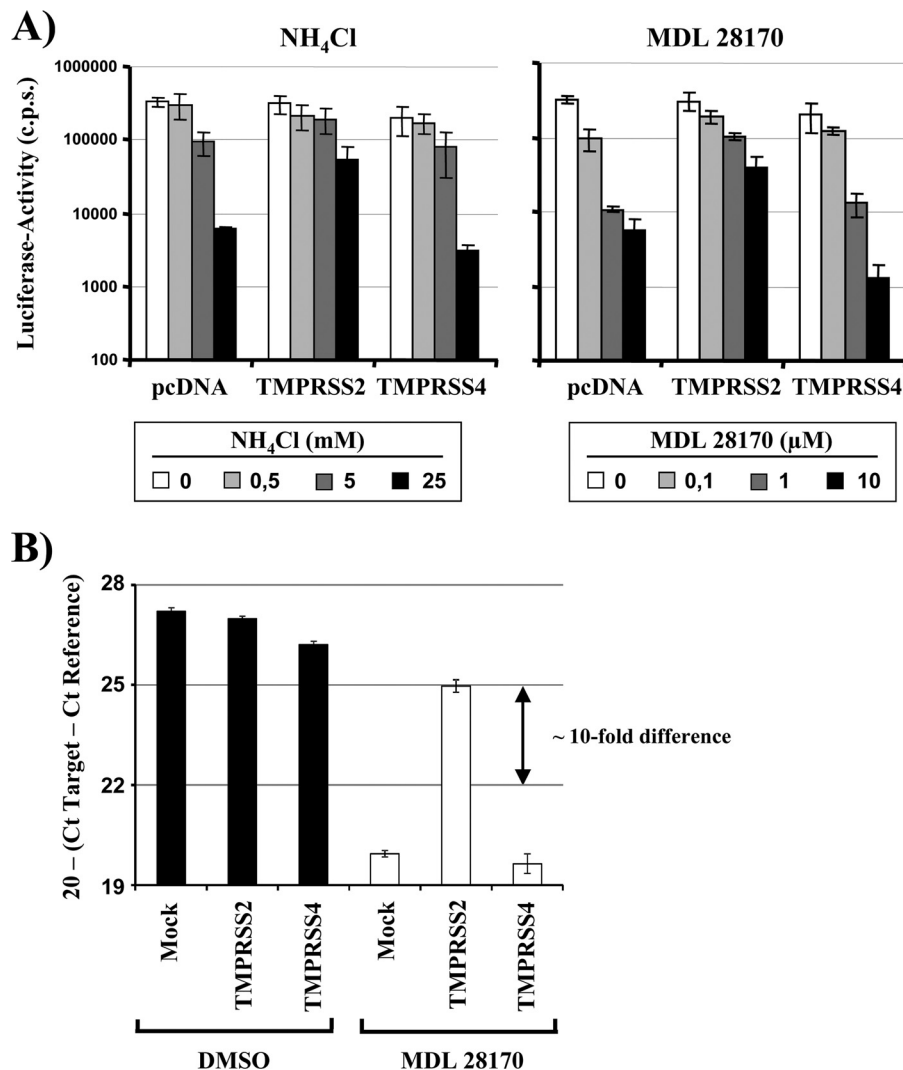 A)
NH₄Cl
MDL 28170
Luciferase-Activity (c.p.s.)
1000000
100000
10000
1000
100
pcDNA TMPRSS2 TMPRSS4
pcDNA TMPRSS2 TMPRSS4
NH₄Cl (mM)
0 0,5 5 25
MDL 28170 (µM)
0 0,1 1 10
B)
20 – (Ct Target – Ct Reference)
28
25
22
19
~ 10-fold difference
Mock
TMPRSS2
TMPRSS4
Mock
TMPRSS2
TMPRSS4
DMSO
MDL 28170